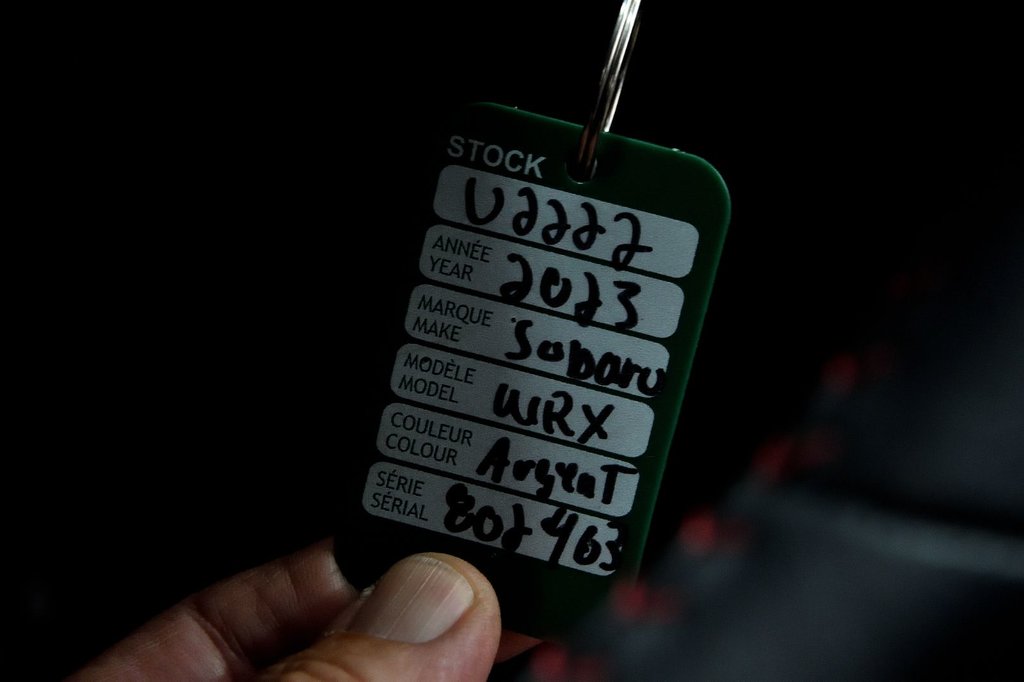 STOCK
U2222
ANNÉE
YEAR
2023
MARQUE
MAKE
Subaru
MODÈLE
MODEL
WRX
COULEUR
COLOUR
Argent
SÉRIE
SÉRIAL
802463